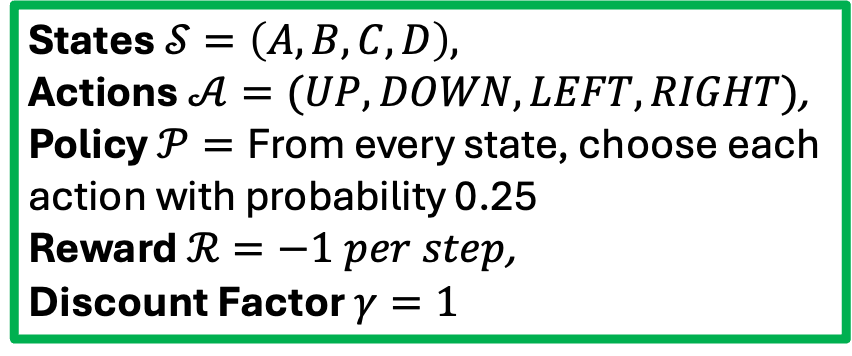 States 𝒮 = (A, B, C, D),
Actions 𝒜 = (UP, DOWN, LEFT, RIGHT),
Policy 𝒫 = From every state, choose each
action with probability 0.25
Reward ℛ = −1 per step,
Discount Factor γ = 1